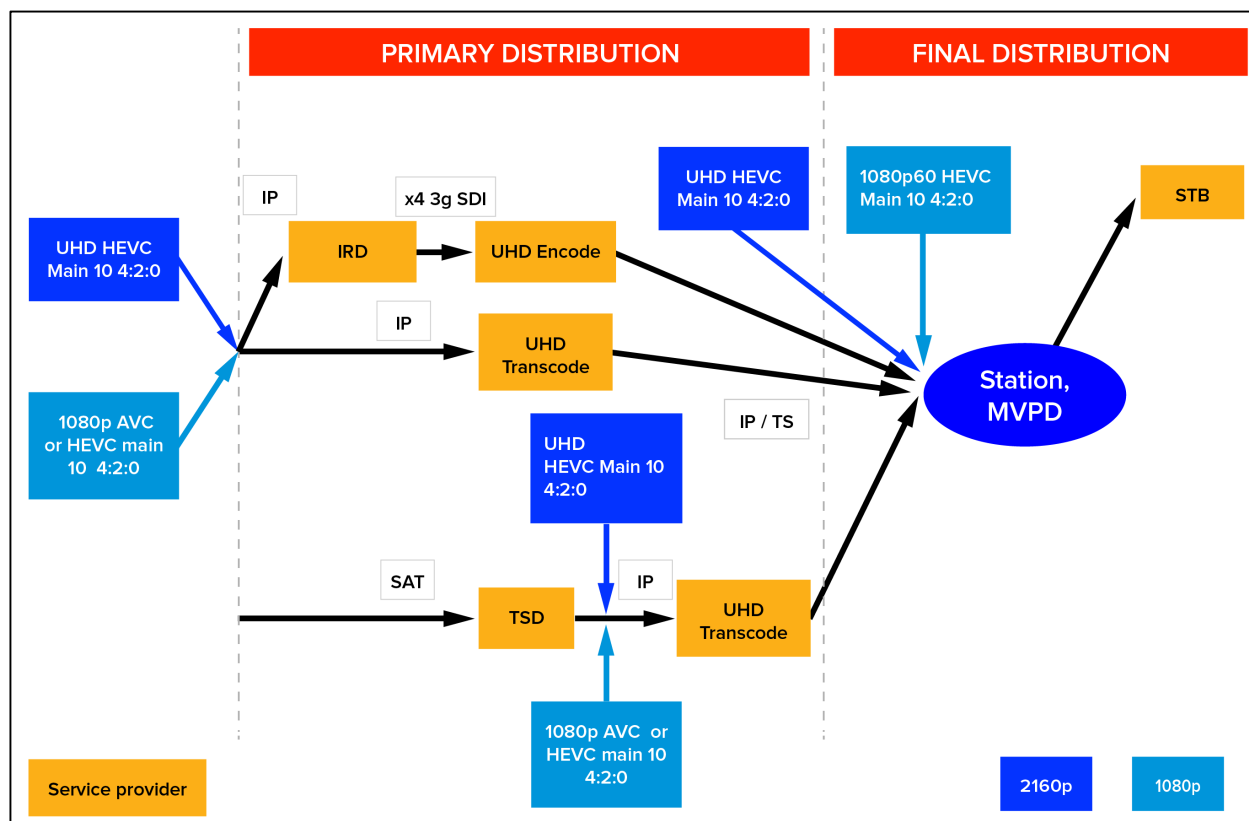 PRIMARY DISTRIBUTION
FINAL DISTRIBUTION
UHD HEVC
Main 10 4:2:0
1080p60 HEVC
Main 10 4:2:0
IP
x4 3g SDI
STB
UHD HEVC
Main 10 4:2:0
IRD
UHD Encode
IP
UHD
Transcode
Station,
MVPD
1080p AVC
or HEVC main
10 4:2:0
IP / TS
UHD
HEVC Main 10
4:2:0
SAT
IP
TSD
UHD
Transcode
1080p AVC or
HEVC main 10
4:2:0
Service provider
2160p
1080p